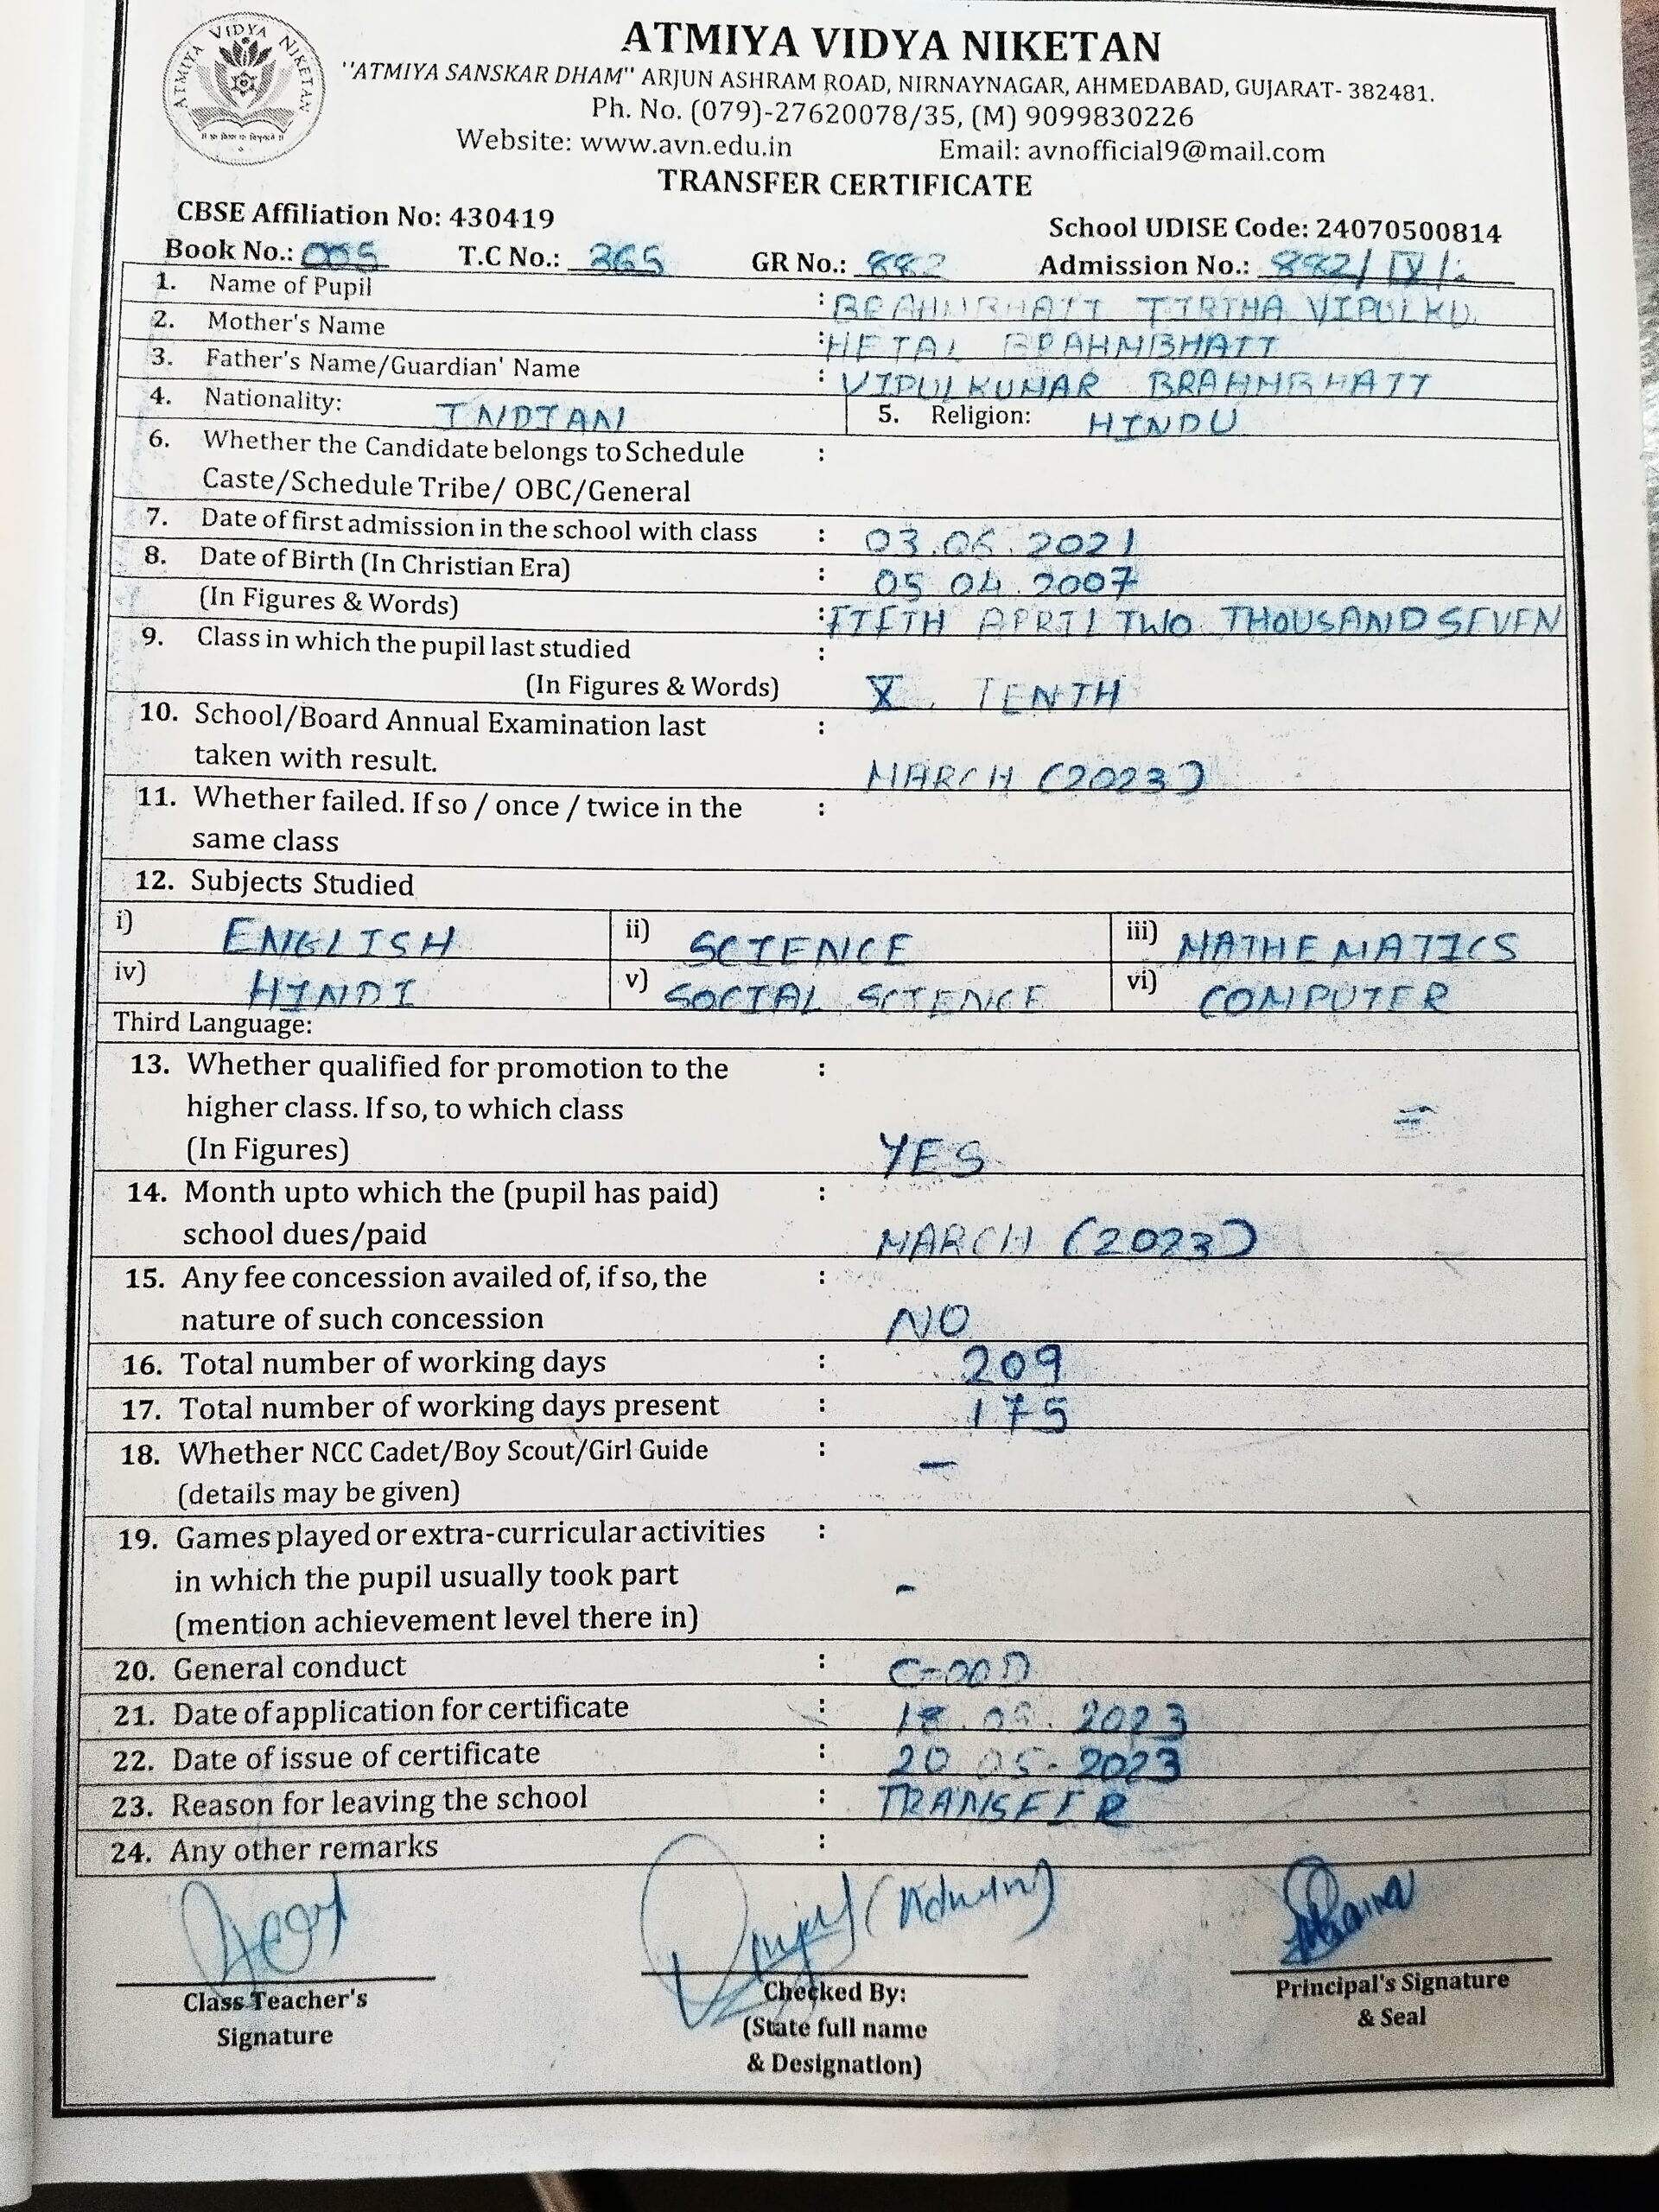 ATMIYA VIDYA NIKETAN
ATMIYA VIDYA NIKETAN
"ATMIYA SANSKAR DHAM" ARJUN ASHRAM ROAD, NIRNAYNAGAR, AHMEDABAD, GUJARAT- 382481.
Ph. No. (079)-27620078/35, (M) 9099830226
Website: www.avn.edu.in Email: avnofficial9@mail.com
TRANSFER CERTIFICATE
CBSE Affiliation No: 430419 School UDISE Code: 24070500814
Book No.: 005 T.C No.: 365 GR No.: 882 Admission No.: 882/IX/
1. Name of Pupil : BRAHMBHATT TIRTHA VIPULKU
2. Mother's Name : HETAL BRAHMBHATT
3. Father's Name/Guardian' Name : VIPULKUMAR BRAHMBHATT
4. Nationality: INDIAN 5. Religion: HINDU
6. Whether the Candidate belongs to Schedule :
Caste/Schedule Tribe/ OBC/General
7. Date of first admission in the school with class : 03.06.2021
8. Date of Birth (In Christian Era) : 05 04 2007
(In Figures & Words) : FIFTH APRIL TWO THOUSAND SEVEN
9. Class in which the pupil last studied :
(In Figures & Words) X, TENTH
10. School/Board Annual Examination last :
taken with result. MARCH (2023)
11. Whether failed. If so / once / twice in the :
same class
12. Subjects Studied
i) ENGLISH ii) SCIENCE iii) MATHEMATICS
iv) HINDI v) SOCIAL SCIENCE vi) COMPUTER
Third Language:
13. Whether qualified for promotion to the :
higher class. If so, to which class
(In Figures) YES
14. Month upto which the (pupil has paid) :
school dues/paid MARCH (2023)
15. Any fee concession availed of, if so, the :
nature of such concession NO
16. Total number of working days : 209
17. Total number of working days present : 175
18. Whether NCC Cadet/Boy Scout/Girl Guide : —
(details may be given)
19. Games played or extra-curricular activities :
in which the pupil usually took part -
(mention achievement level there in)
20. General conduct : GOOD
21. Date of application for certificate : 18.05.2023
22. Date of issue of certificate : 20 05-2023
23. Reason for leaving the school : TRANSFER
24. Any other remarks :
(Admin)
Class Teacher's Checked By: Principal's Signature
Signature (State full name & Seal
& Designation)